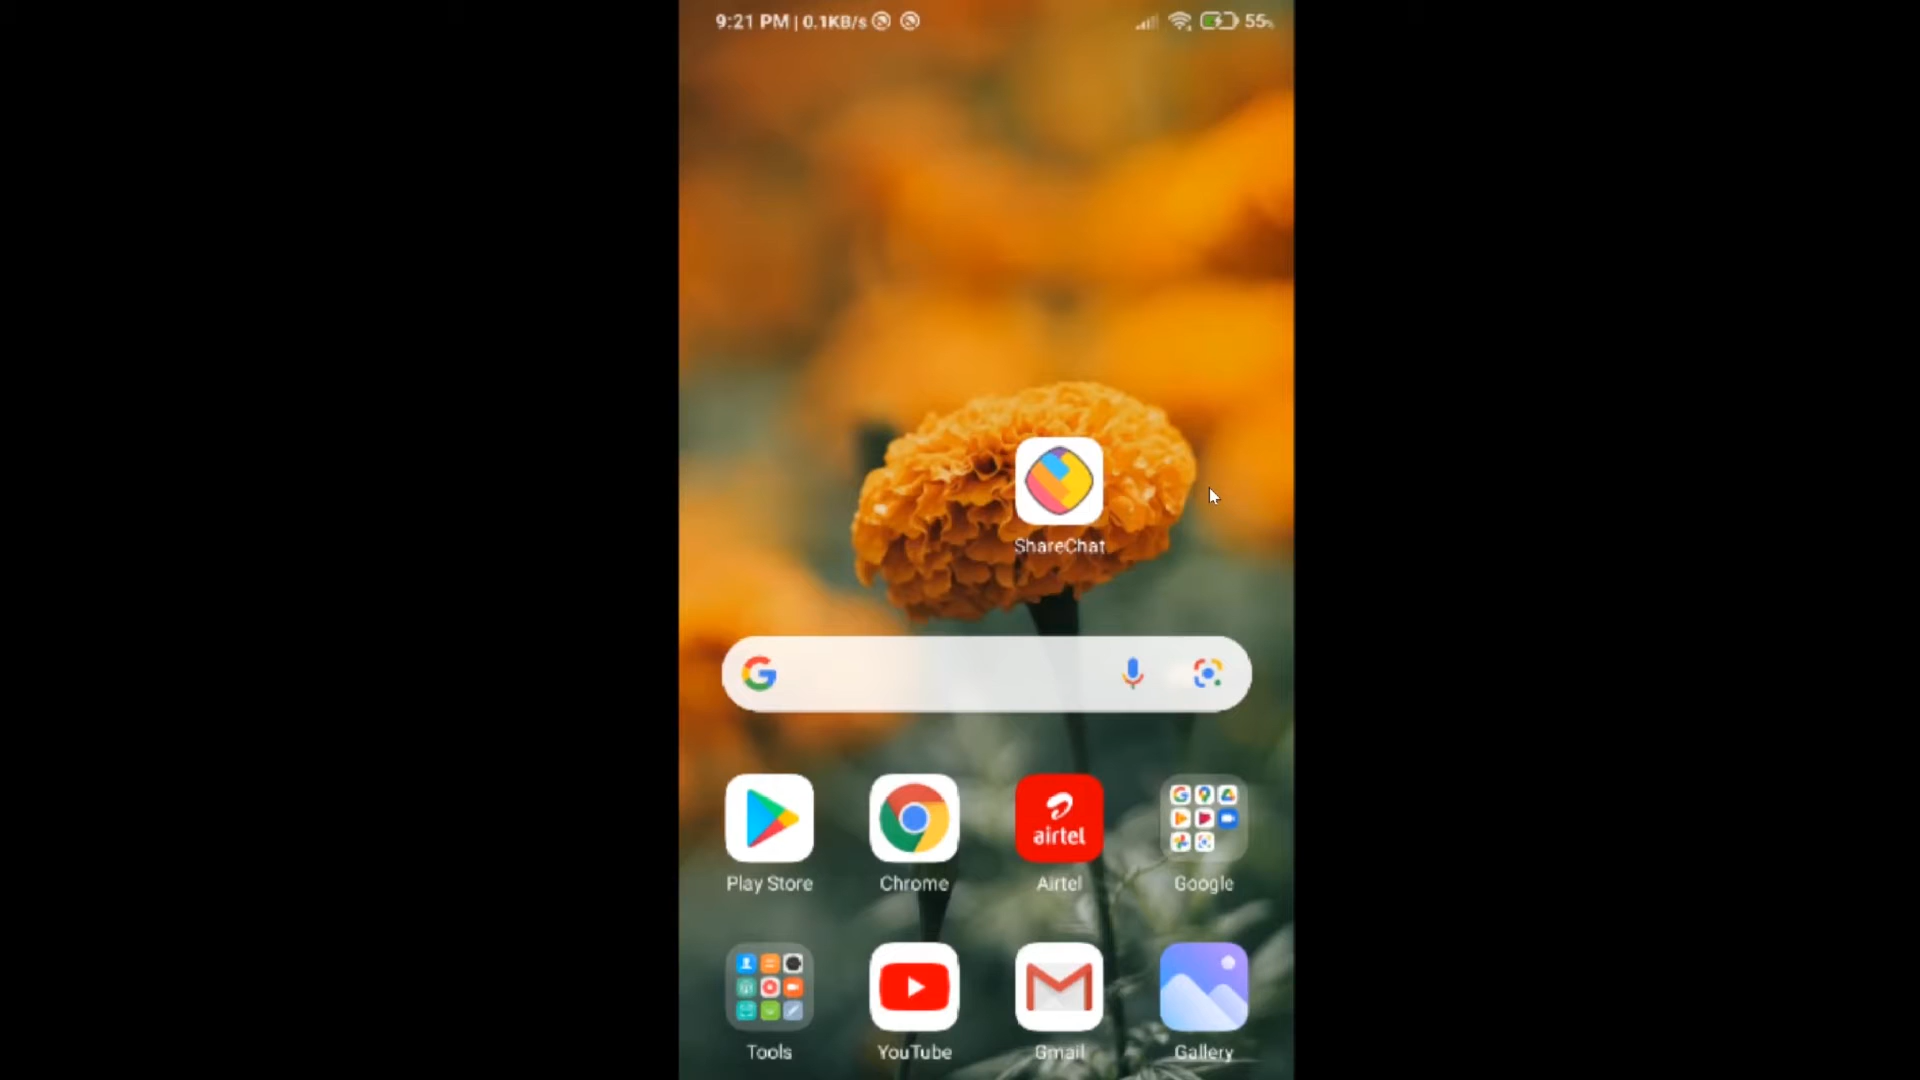 9:21 PM | 0.1KB/s 55%
ShareChat
airtel
Play Store Chrome Airtel Google
Tools YouTube Gmail Gallery